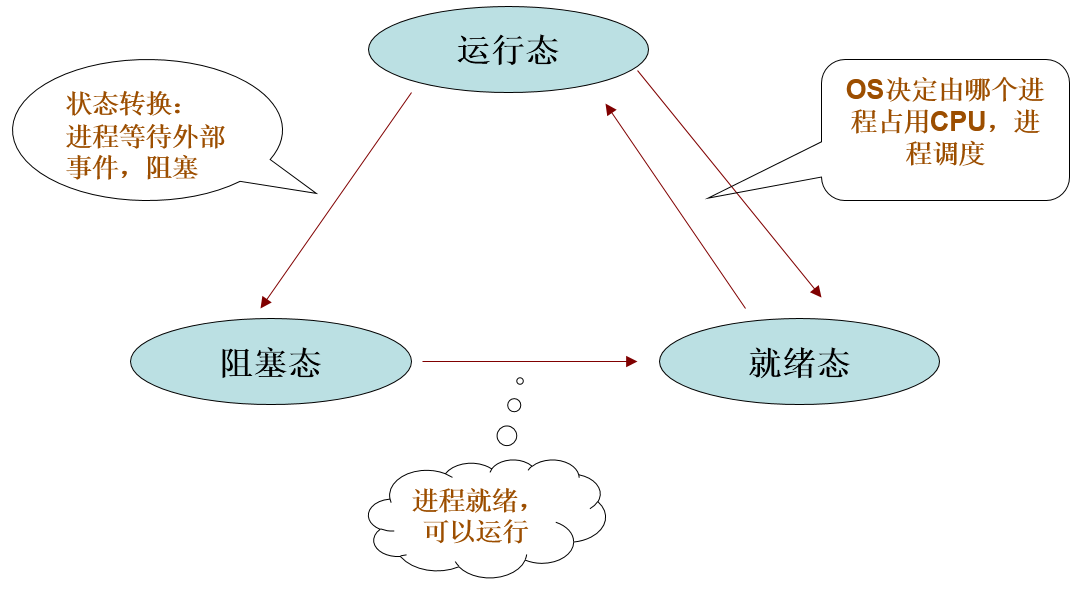 运行态
状态转换：
进程等待外部
事件，阻塞
OS决定由哪个进
程占用CPU，进
程调度
阻塞态
就绪态
进程就绪，
可以运行